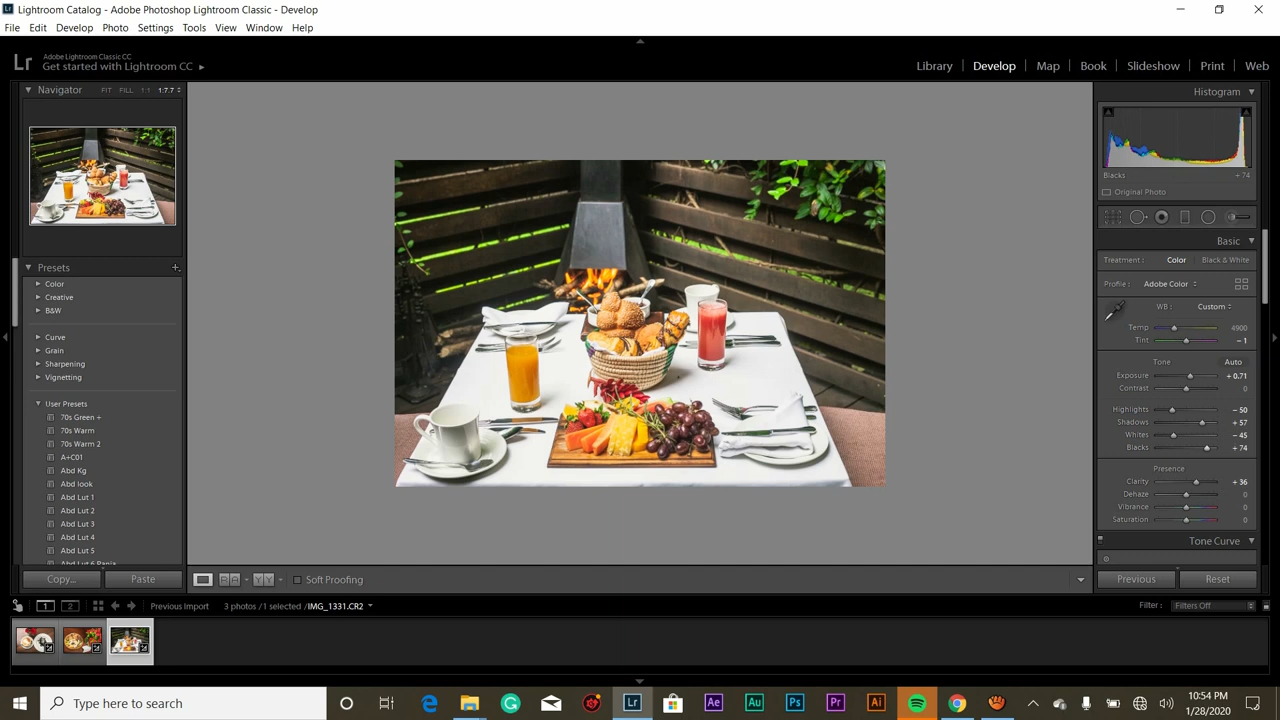 Lightroom Catalog - Adobe Photoshop Lightroom Classic - Develop
File Edit Develop Photo Settings Tools View Window Help
Lr
Adobe Lightroom Classic CC
Get started with Lightroom CC
Library Develop Map Book Slideshow Print Web
Navigator FIT FILL 1:1 1:7.7
Presets
Color
Creative
B&W
Curve
Grain
Sharpening
Vignetting
User Presets
70s Green +
70s Warm
70s Warm 2
A+C01
Abd Kg
Abd look
Abd Lut 1
Abd Lut 2
Abd Lut 3
Abd Lut 4
Abd Lut 5
Copy... Paste
Soft Proofing
Histogram
Blacks + 74
Original Photo
Basic
Treatment : Color Black & White
Profile : Adobe Color
WB : Custom
Temp 4900
Tint – 1
Tone Auto
Exposure + 0.71
Contrast 0
Highlights – 50
Shadows + 57
Whites – 45
Blacks + 74
Presence
Clarity + 36
Dehaze 0
Vibrance 0
Saturation 0
Tone Curve
Previous Reset
1 2 Previous Import 3 photos /1 selected /IMG_1331.CR2
Filter : Filters Off
Type here to search
Lr Ae Au Ps Pr Ai
10:54 PM
1/28/2020